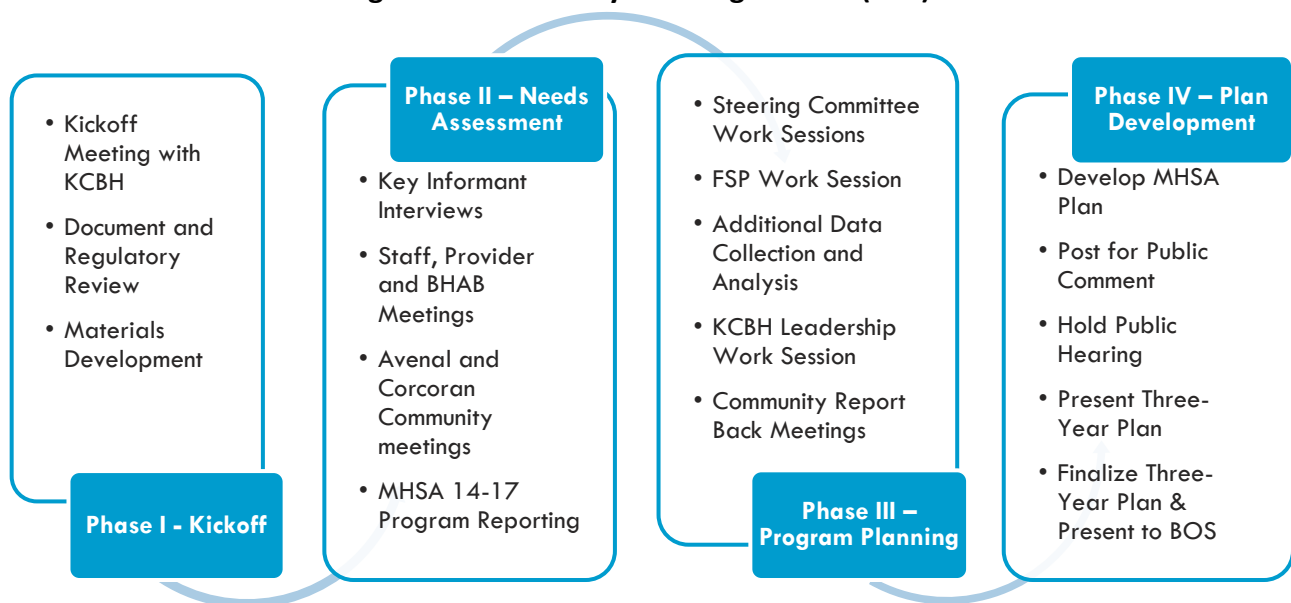 • Kickoff
Meeting with
KCBH
• Document and
Regulatory
Review
• Materials
Development
Phase I - Kickoff
Phase II – Needs
Assessment
• Key Informant
Interviews
• Staff, Provider
and BHAB
Meetings
• Avenal and
Corcoran
Community
meetings
• MHSA 14-17
Program Reporting
• Steering Committee
Work Sessions
• FSP Work Session
• Additional Data
Collection and
Analysis
• KCBH Leadership
Work Session
• Community Report
Back Meetings
Phase III –
Program Planning
Phase IV – Plan
Development
• Develop MHSA
Plan
• Post for Public
Comment
• Hold Public
Hearing
• Present Three-
Year Plan
• Finalize Three-
Year Plan &
Present to BOS